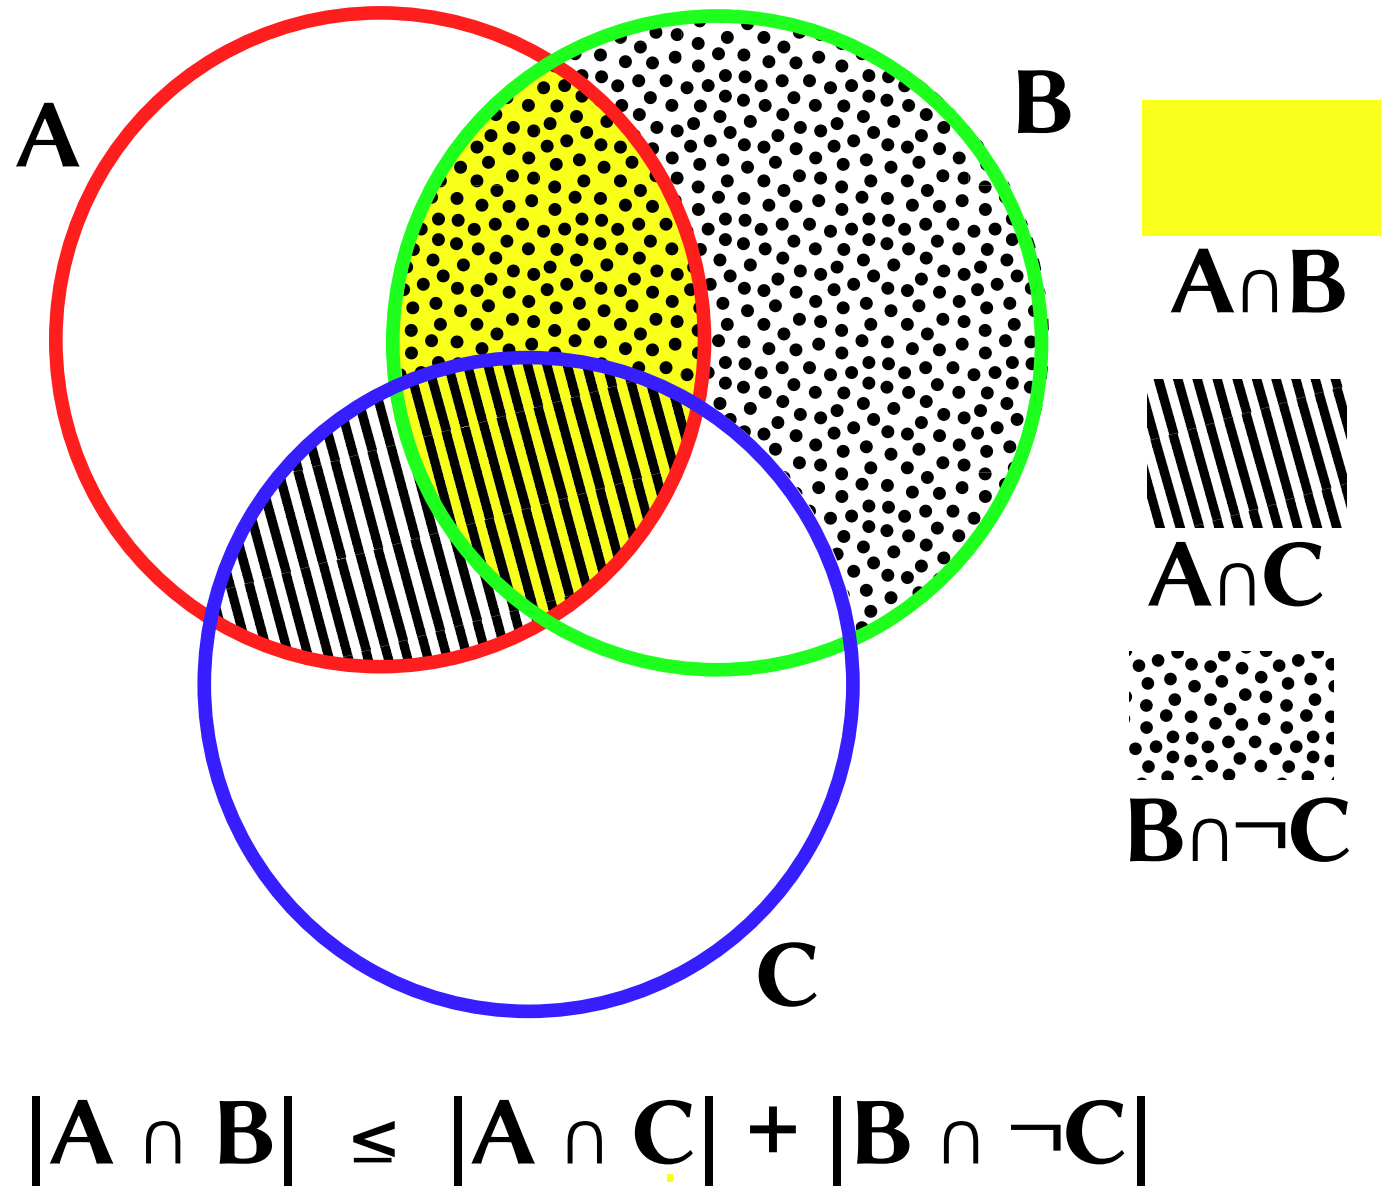 A
B
A∩B
A∩C
B∩¬C
C
|A ∩ B| ≤ |A ∩ C| + |B ∩ ¬C|